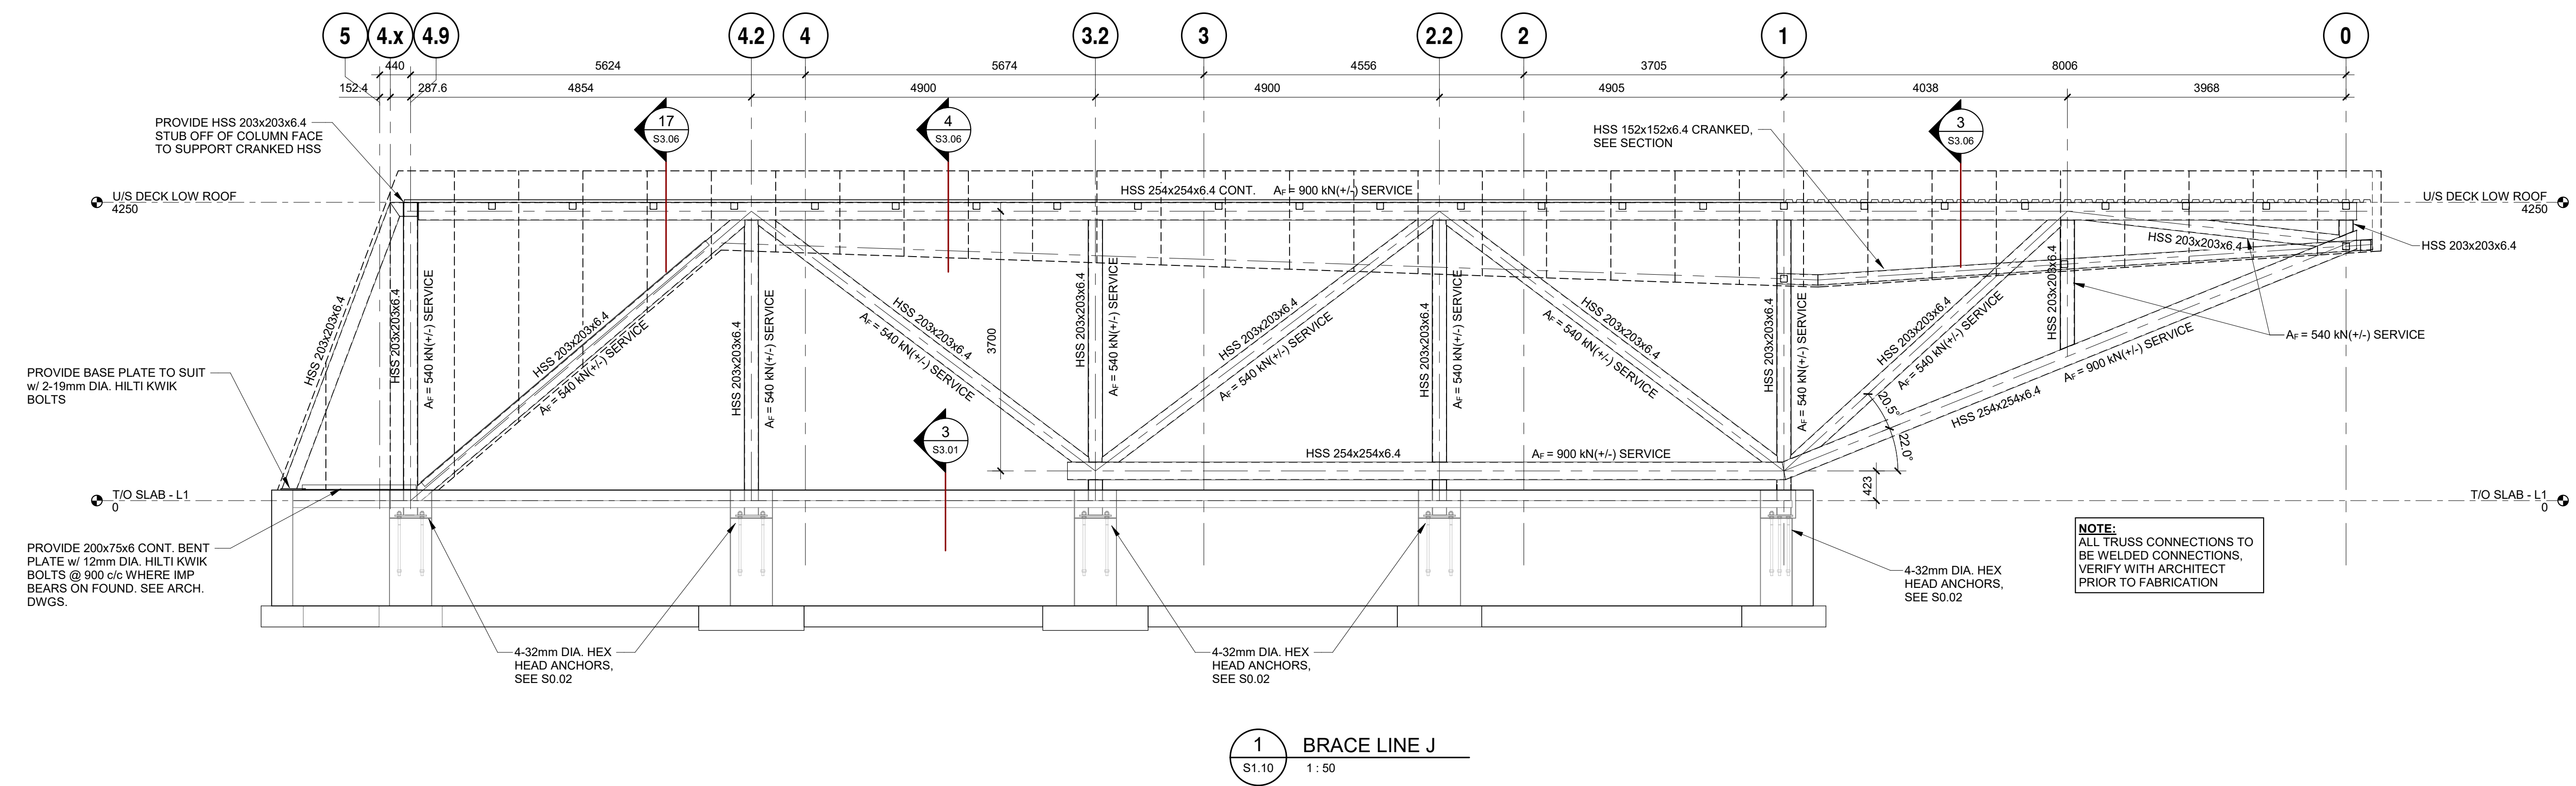 5 4.x 4.9 4.2 4 3.2 3 2.2 2 1 0
440 5624 5674 4556 3705 8006
152.4 287.6 4854 4900 4900 4905 4038 3968
PROVIDE HSS 203x203x6.4
STUB OFF OF COLUMN FACE
TO SUPPORT CRANKED HSS
17
S3.06
4
S3.06
HSS 152x152x6.4 CRANKED,
SEE SECTION
3
S3.06
U/S DECK LOW ROOF
4250
HSS 254x254x6.4 CONT. AF = 900 kN(+/-) SERVICE
U/S DECK LOW ROOF
4250
HSS 203x203x6.4
HSS 203x203x6.4
AF = 540 kN(+/-) SERVICE
HSS 203x203x6.4
AF = 540 kN(+/-) SERVICE
HSS 203x203x6.4
AF = 540 kN(+/-) SERVICE
HSS 203x203x6.4
AF = 540 kN(+/-) SERVICE
3700
HSS 203x203x6.4
AF = 540 kN(+/-) SERVICE
HSS 203x203x6.4
AF = 540 kN(+/-) SERVICE
HSS 203x203x6.4
AF = 540 kN(+/-) SERVICE
HSS 203x203x6.4
AF = 540 kN(+/-) SERVICE
HSS 203x203x6.4
AF = 540 kN(+/-) SERVICE
HSS 203x203x6.4
AF = 540 kN(+/-) SERVICE
HSS 203x203x6.4
HSS 203x203x6.4
HSS 203x203x6.4
AF = 540 kN(+/-) SERVICE
AF = 900 kN(+/-) SERVICE
HSS 254x254x6.4
20.5°
22.0°
423
PROVIDE BASE PLATE TO SUIT
w/ 2-19mm DIA. HILTI KWIK
BOLTS
3
S3.01
HSS 254x254x6.4 AF = 900 kN(+/-) SERVICE
T/O SLAB - L1
0
T/O SLAB - L1
0
PROVIDE 200x75x6 CONT. BENT
PLATE w/ 12mm DIA. HILTI KWIK
BOLTS @ 900 c/c WHERE IMP
BEARS ON FOUND. SEE ARCH.
DWGS.
NOTE:
ALL TRUSS CONNECTIONS TO
BE WELDED CONNECTIONS,
VERIFY WITH ARCHITECT
PRIOR TO FABRICATION
4-32mm DIA. HEX
HEAD ANCHORS,
SEE S0.02
4-32mm DIA. HEX
HEAD ANCHORS,
SEE S0.02
4-32mm DIA. HEX
HEAD ANCHORS,
SEE S0.02
1
S1.10
BRACE LINE J
1 : 50